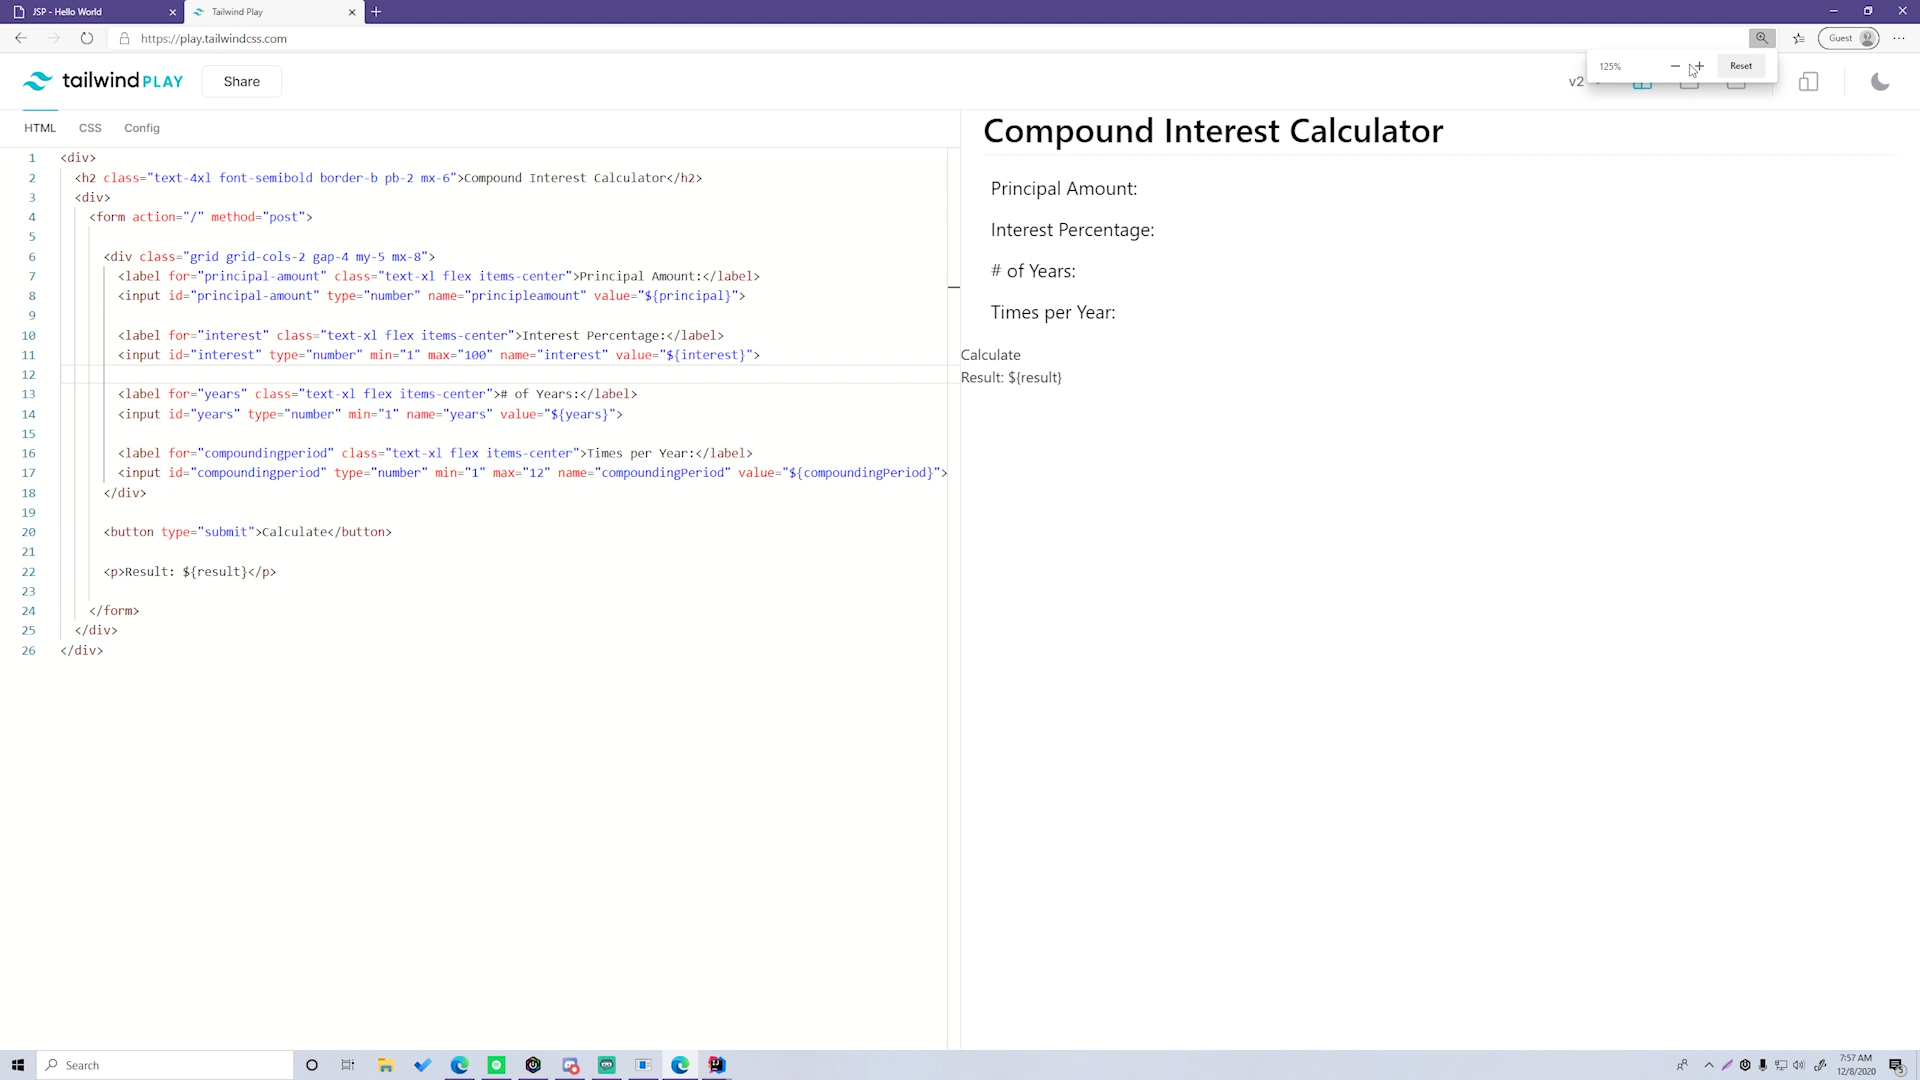 JSP - Hello World
Tailwind Play
https://play.tailwindcss.com
Guest
125%
Reset
tailwind PLAY
Share
v2
HTML
CSS
Config
1 <div>
2 <h2 class="text-4xl font-semibold border-b pb-2 mx-6">Compound Interest Calculator</h2>
3 <div>
4 <form action="/" method="post">
5
6 <div class="grid grid-cols-2 gap-4 my-5 mx-8">
7 <label for="principal-amount" class="text-xl flex items-center">Principal Amount:</label>
8 <input id="principal-amount" type="number" name="principleamount" value="${principal}">
9
10 <label for="interest" class="text-xl flex items-center">Interest Percentage:</label>
11 <input id="interest" type="number" min="1" max="100" name="interest" value="${interest}">
12
13 <label for="years" class="text-xl flex items-center"># of Years:</label>
14 <input id="years" type="number" min="1" name="years" value="${years}">
15
16 <label for="compoundingperiod" class="text-xl flex items-center">Times per Year:</label>
17 <input id="compoundingperiod" type="number" min="1" max="12" name="compoundingPeriod" value="${compoundingPeriod}">
18 </div>
19
20 <button type="submit">Calculate</button>
21
22 <p>Result: ${result}</p>
23
24 </form>
25 </div>
26 </div>
Compound Interest Calculator
Principal Amount:
Interest Percentage:
# of Years:
Times per Year:
Calculate
Result: ${result}
Search
7:57 AM
12/8/2020